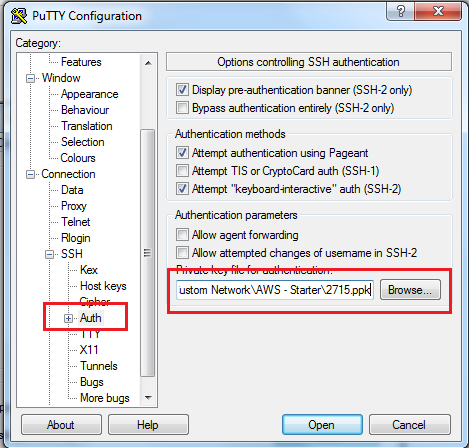 PuTTY Configuration
Category:
Features
Window
Appearance
Behaviour
Translation
Selection
Colours
Connection
Data
Proxy
Telnet
Rlogin
SSH
Kex
Host keys
Cipher
Auth
TTY
X11
Tunnels
Bugs
More bugs
Options controlling SSH authentication
Display pre-authentication banner (SSH-2 only)
Bypass authentication entirely (SSH-2 only)
Authentication methods
Attempt authentication using Pageant
Attempt TIS or CryptoCard auth (SSH-1)
Attempt "keyboard-interactive" auth (SSH-2)
Authentication parameters
Allow agent forwarding
Allow attempted changes of username in SSH-2
Private key file for authentication:
ustom Network\AWS - Starter\2715.ppk
Browse...
About
Help
Open
Cancel